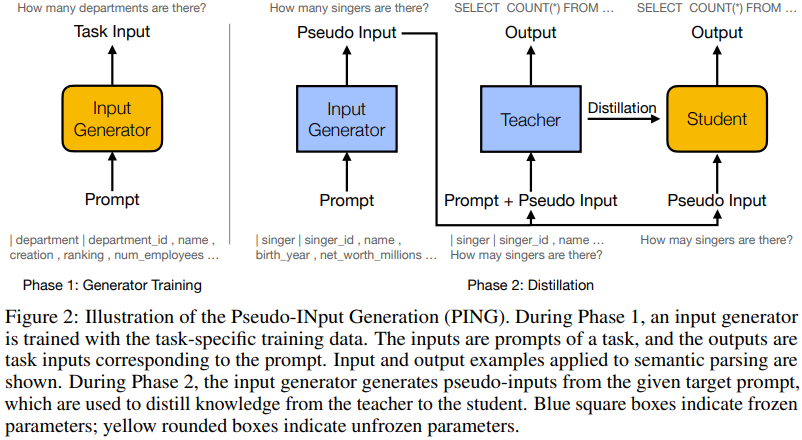 How many departments are there?
Task Input
Input
Generator
Prompt
| department | department_id , name ,
creation , ranking , num_employees ...
Phase 1: Generator Training
How many singers are there?
Pseudo Input
Input
Generator
Prompt
| singer | singer_id , name ,
birth_year , net_worth_millions ...
SELECT COUNT(*) FROM ...
Output
Teacher
Prompt + Pseudo Input
| singer | singer_id , name ...
How may singers are there?
Distillation
SELECT COUNT(*) FROM ...
Output
Student
Pseudo Input
How may singers are there?
Phase 2: Distillation
Figure 2: Illustration of the Pseudo-INput Generation (PING). During Phase 1, an input generator
is trained with the task-specific training data. The inputs are prompts of a task, and the outputs are
task inputs corresponding to the prompt. Input and output examples applied to semantic parsing are
shown. During Phase 2, the input generator generates pseudo-inputs from the given target prompt,
which are used to distill knowledge from the teacher to the student. Blue square boxes indicate frozen
parameters; yellow rounded boxes indicate unfrozen parameters.